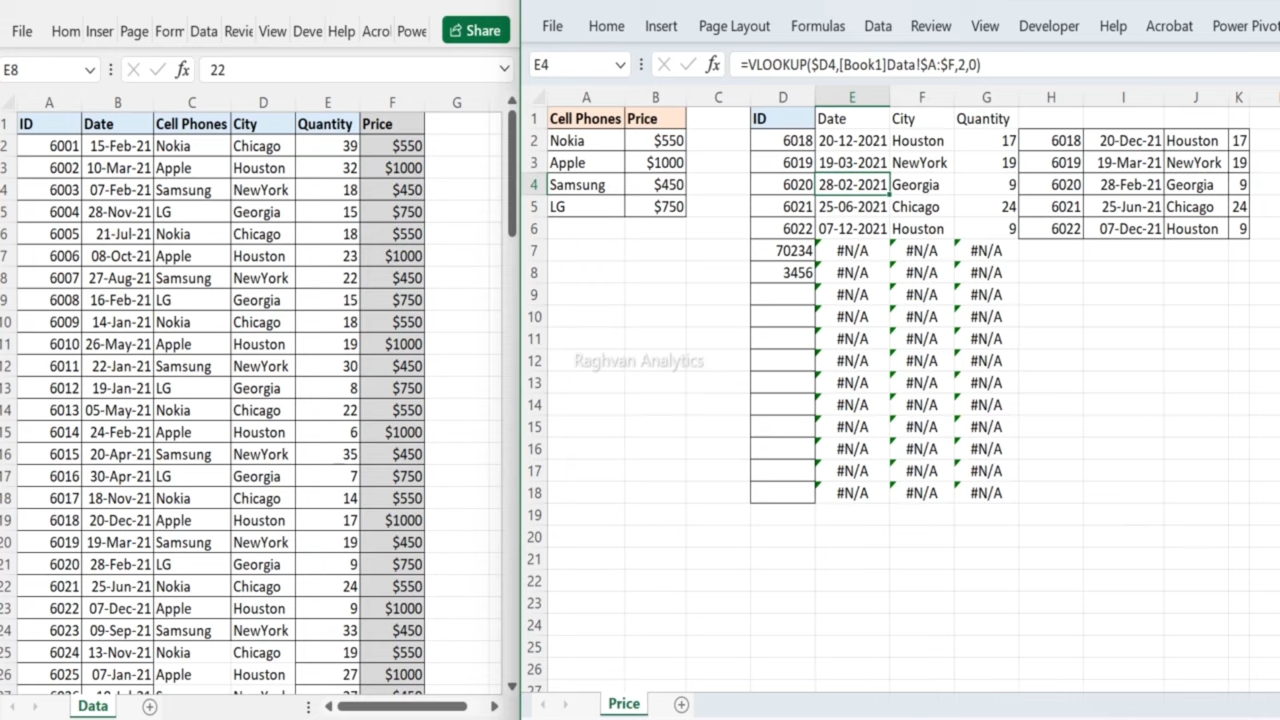 File Hom Inser Page Form Data Revie View Deve Help Acro Powe Share
E8 fx 22
A B C D E F G
1 ID Date Cell Phones City Quantity Price
2 6001 15-Feb-21 Nokia Chicago 39 $550
3 6002 10-Mar-21 Apple Houston 32 $1000
4 6003 07-Feb-21 Samsung NewYork 18 $450
5 6004 28-Nov-21 LG Georgia 15 $750
6 6005 21-Jul-21 Nokia Chicago 18 $550
7 6006 08-Oct-21 Apple Houston 23 $1000
8 6007 27-Aug-21 Samsung NewYork 22 $450
9 6008 16-Feb-21 LG Georgia 15 $750
10 6009 14-Jan-21 Nokia Chicago 18 $550
11 6010 26-May-21 Apple Houston 19 $1000
12 6011 22-Jan-21 Samsung NewYork 30 $450
13 6012 19-Jan-21 LG Georgia 8 $750
14 6013 05-May-21 Nokia Chicago 22 $550
15 6014 24-Feb-21 Apple Houston 6 $1000
16 6015 20-Apr-21 Samsung NewYork 35 $450
17 6016 30-Apr-21 LG Georgia 7 $750
18 6017 18-Nov-21 Nokia Chicago 14 $550
19 6018 20-Dec-21 Apple Houston 17 $1000
20 6019 19-Mar-21 Samsung NewYork 19 $450
21 6020 28-Feb-21 LG Georgia 9 $750
22 6021 25-Jun-21 Nokia Chicago 24 $550
23 6022 07-Dec-21 Apple Houston 9 $1000
24 6023 09-Sep-21 Samsung NewYork 33 $450
25 6024 13-Nov-21 Nokia Chicago 19 $550
26 6025 07-Jan-21 Apple Houston 27 $1000
Data
File Home Insert Page Layout Formulas Data Review View Developer Help Acrobat Power Pivot
E4 fx =VLOOKUP($D4,[Book1]Data!$A:$F,2,0)
A B C D E F G H I J K
1 Cell Phones Price ID Date City Quantity
2 Nokia $550 6018 20-12-2021 Houston 17 6018 20-Dec-21 Houston 17
3 Apple $1000 6019 19-03-2021 NewYork 19 6019 19-Mar-21 NewYork 19
4 Samsung $450 6020 28-02-2021 Georgia 9 6020 28-Feb-21 Georgia 9
5 LG $750 6021 25-06-2021 Chicago 24 6021 25-Jun-21 Chicago 24
6 6022 07-12-2021 Houston 9 6022 07-Dec-21 Houston 9
7 70234 #N/A #N/A #N/A
8 3456 #N/A #N/A #N/A
9 #N/A #N/A #N/A
10 #N/A #N/A #N/A
11 #N/A #N/A #N/A
12 Raghvan Analytics #N/A #N/A #N/A
13 #N/A #N/A #N/A
14 #N/A #N/A #N/A
15 #N/A #N/A #N/A
16 #N/A #N/A #N/A
17 #N/A #N/A #N/A
18 #N/A #N/A #N/A
19
20
21
22
23
24
25
26
27
Price